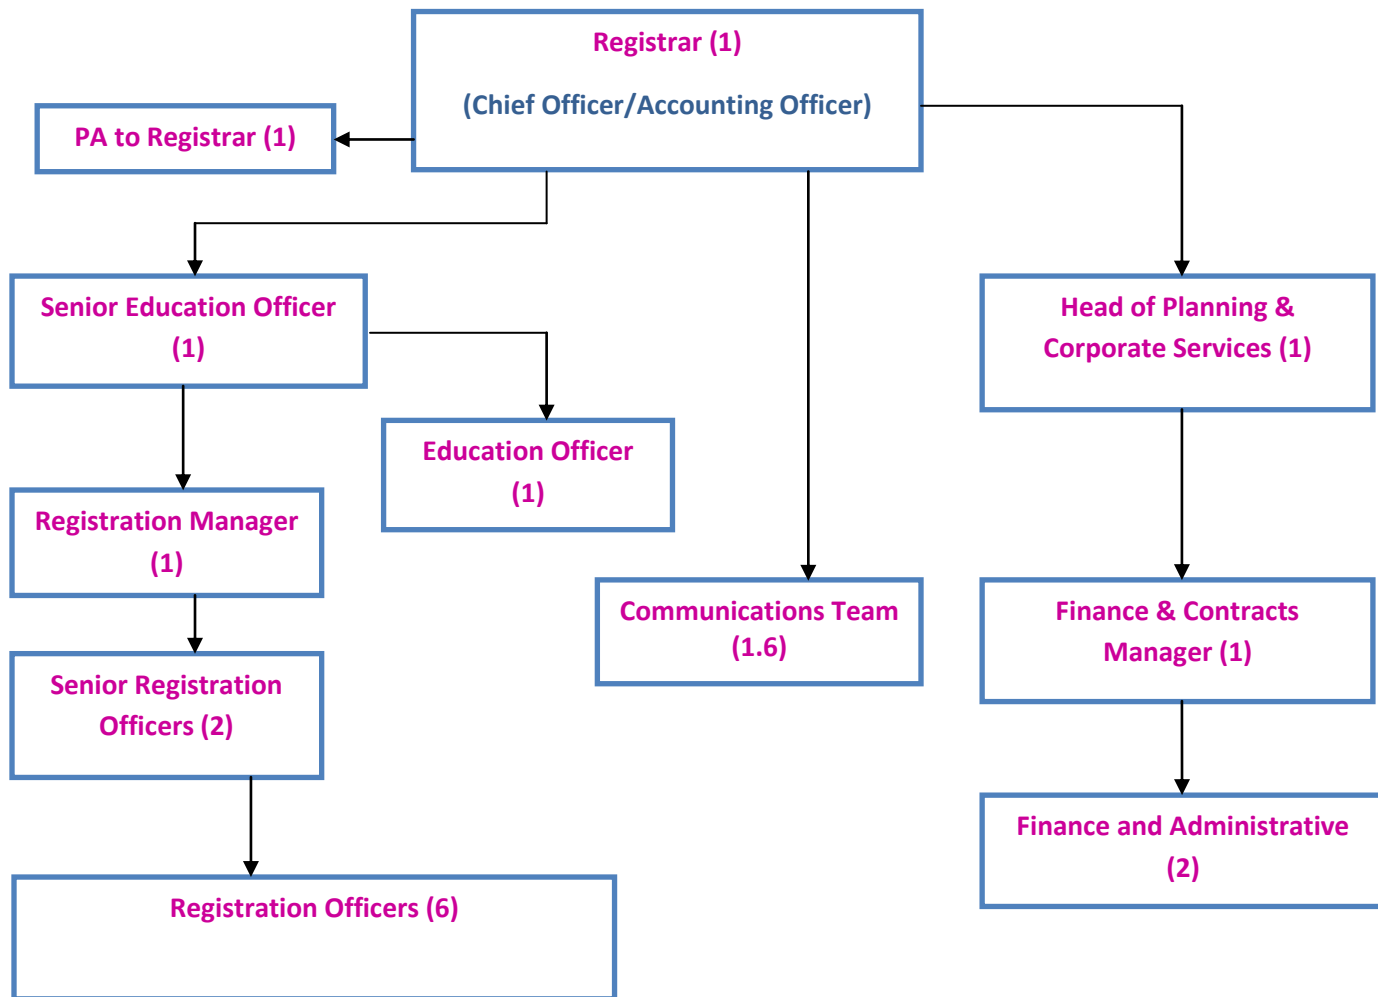 Registrar (1)
(Chief Officer/Accounting Officer)
PA to Registrar (1)
Senior Education Officer
(1)
Head of Planning &
Corporate Services (1)
Education Officer
(1)
Registration Manager
(1)
Communications Team
(1.6)
Finance & Contracts
Manager (1)
Senior Registration
Officers (2)
Finance and Administrative
(2)
Registration Officers (6)